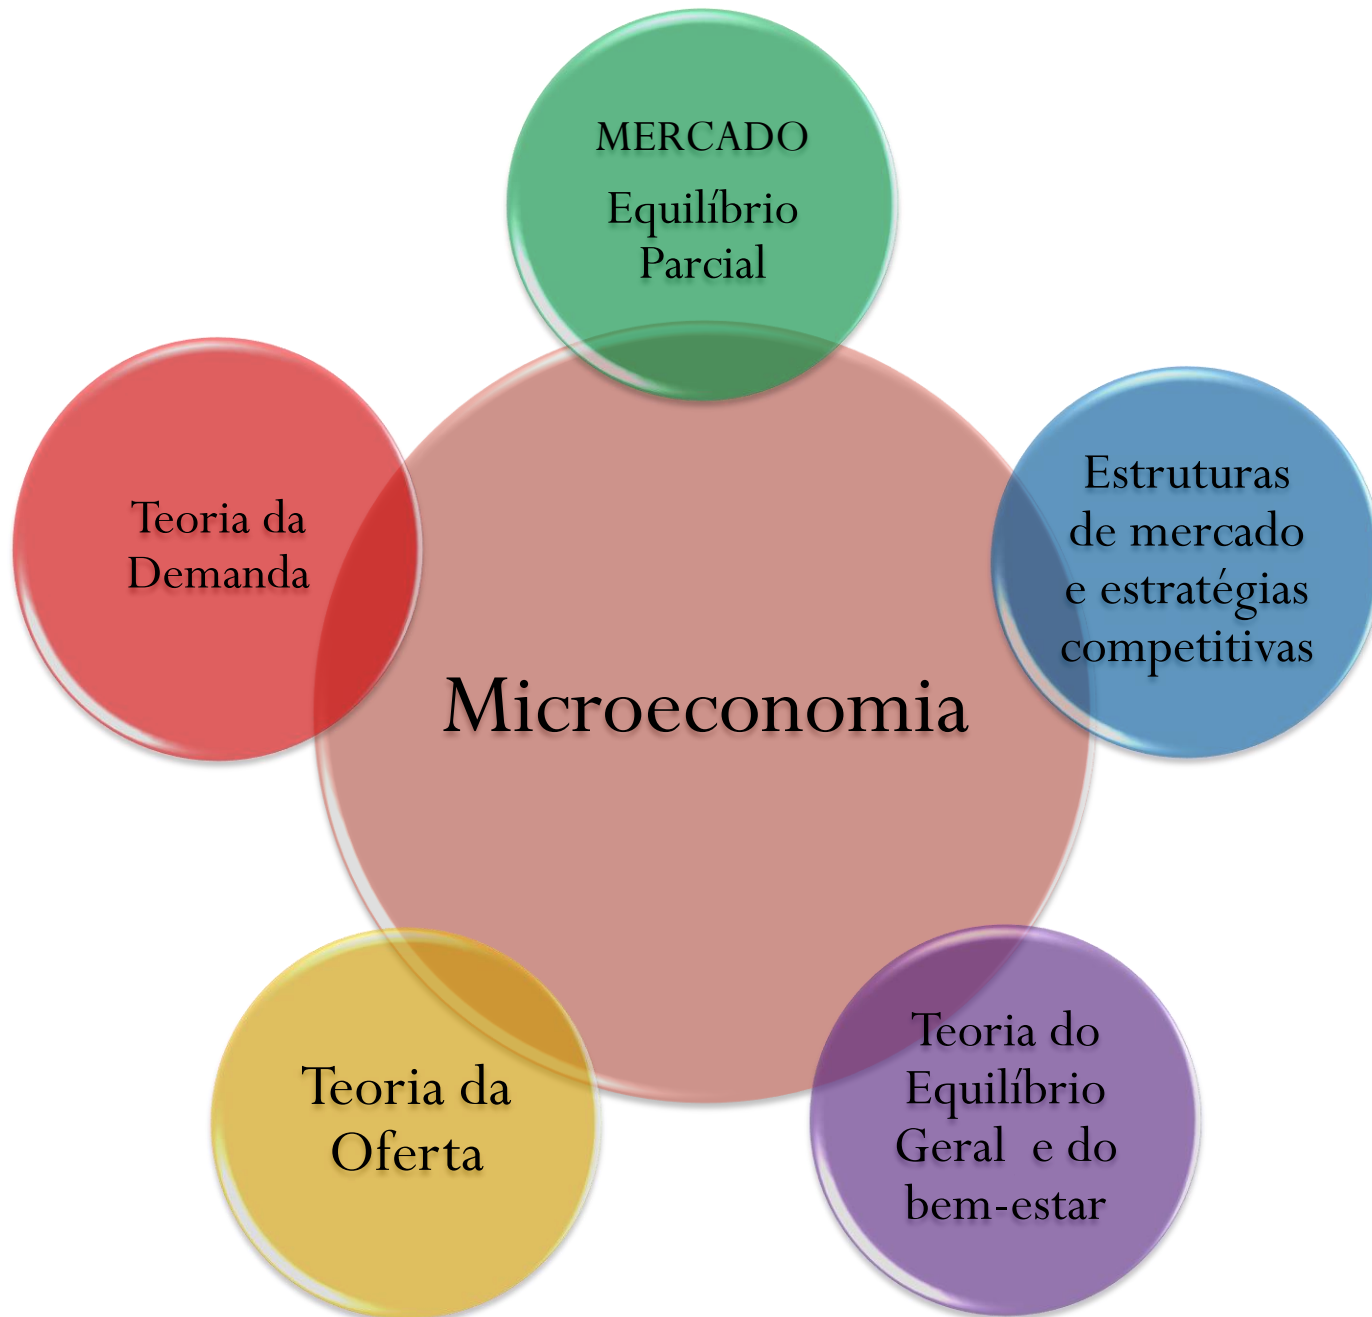 MERCADO
Equilíbrio
Parcial
Teoria da
Demanda
Estruturas
de mercado
e estratégias
competitivas
Microeconomia
Teoria da
Oferta
Teoria do
Equilíbrio
Geral e do
bem-estar